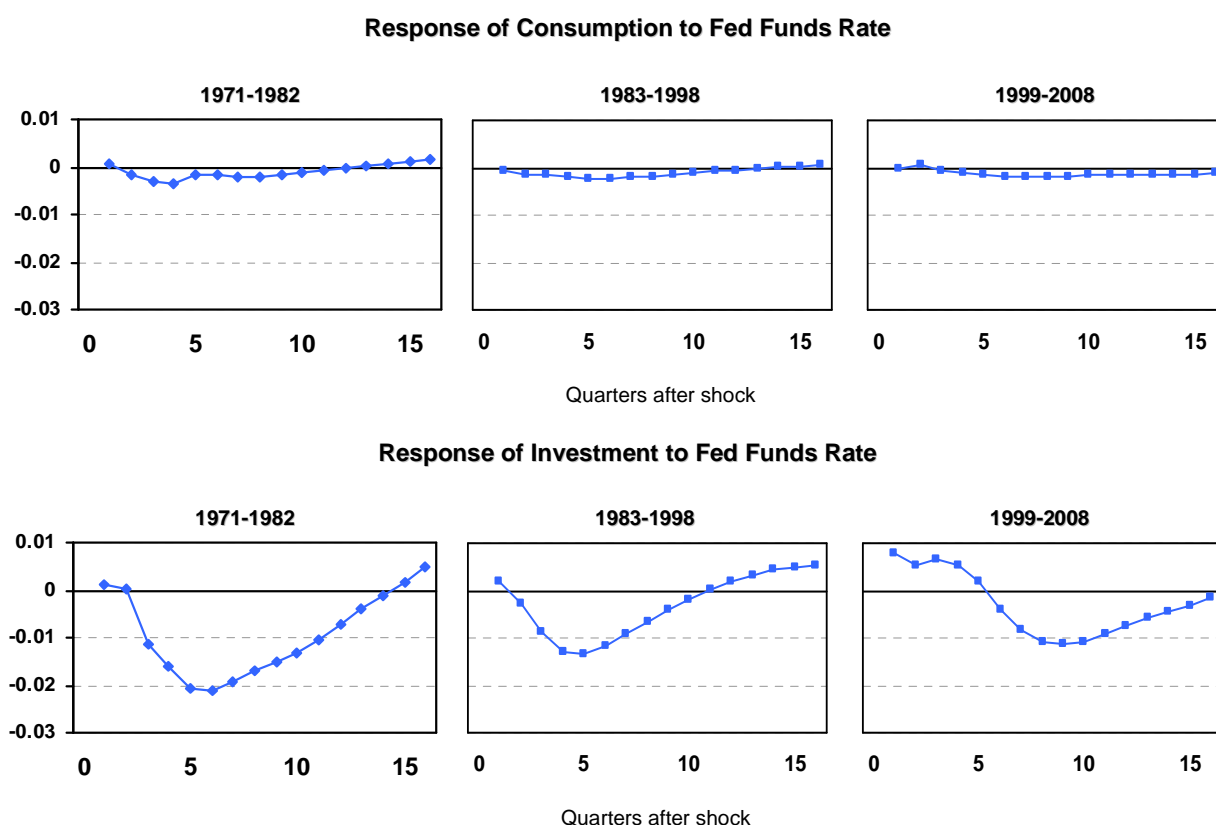 Response of Consumption to Fed Funds Rate
1971-1982 1983-1998 1999-2008
0.01
0
-0.01
-0.02
-0.03
0 5 10 15 0 5 10 15 0 5 10 15
Quarters after shock
Response of Investment to Fed Funds Rate
1971-1982 1983-1998 1999-2008
0.01
0
-0.01
-0.02
-0.03
0 5 10 15 0 5 10 15 0 5 10 15
Quarters after shock